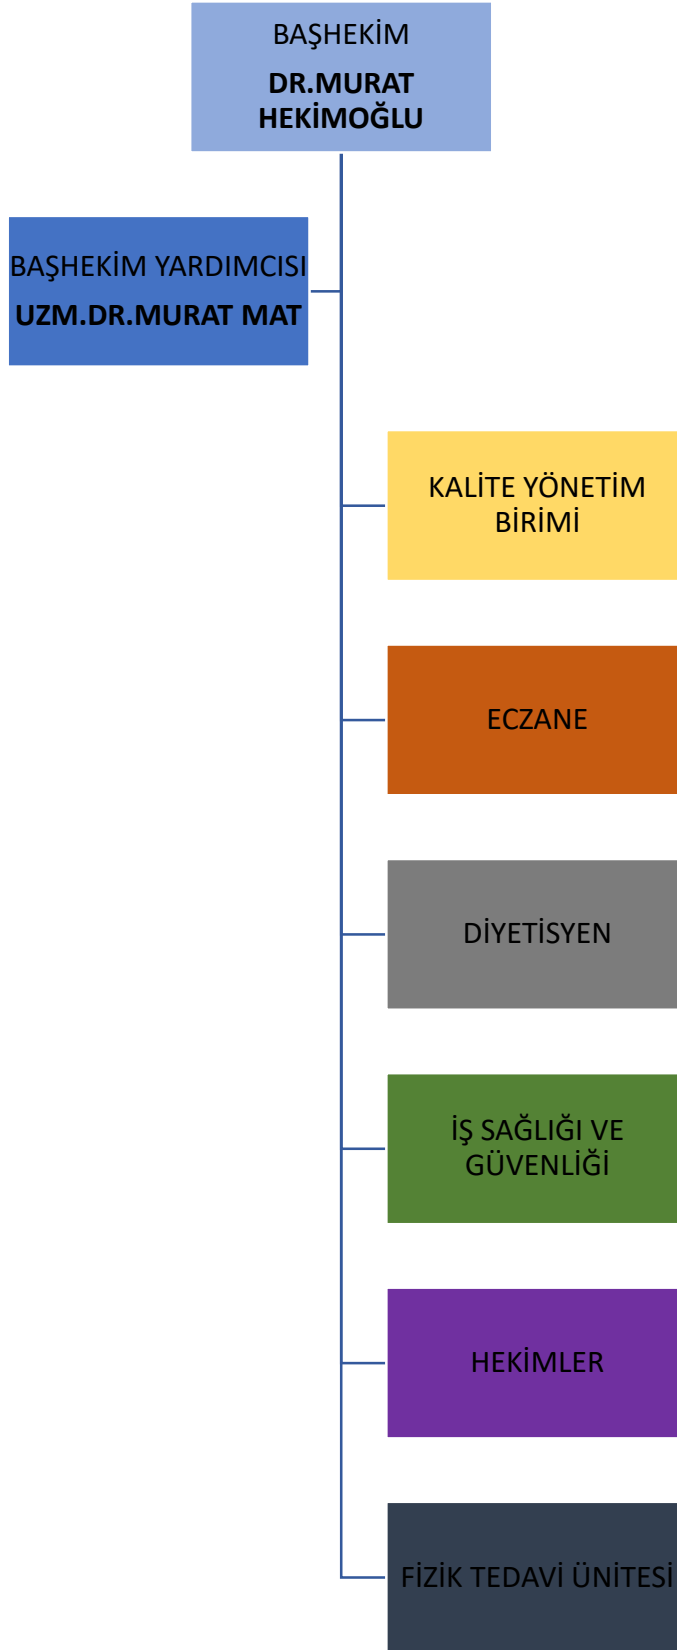 BAŞHEKİM
DR.MURAT
HEKİMOĞLU
BAŞHEKİM YARDIMCISI
UZM.DR.MURAT MAT
KALİTE YÖNETİM
BİRİMİ
ECZANE
DİYETİSYEN
İŞ SAĞLIĞI VE
GÜVENLİĞİ
HEKİMLER
FİZİK TEDAVİ ÜNİTESİ